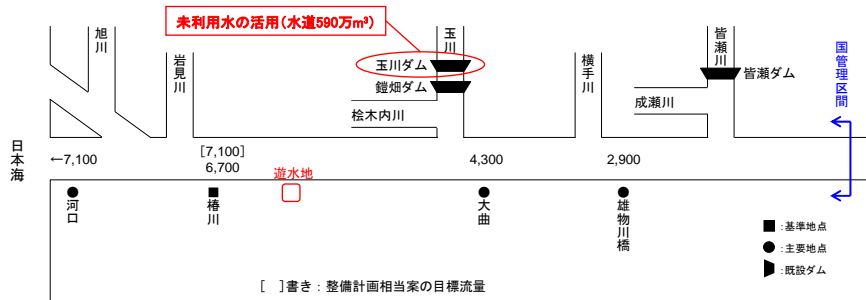 未利用水の活用(水道590万m³)
旭川
岩見川
玉川
玉川ダム
鎧畑ダム
桧木内川
横手川
皆瀬川
皆瀬ダム
成瀬川
国管理区間
日本海
←7,100
[7,100]
6,700
4,300
2,900
遊水地
河口
椿川
大曲
雄物川橋
■ :基準地点
● :主要地点
:既設ダム
[ ]書き:整備計画相当案の目標流量